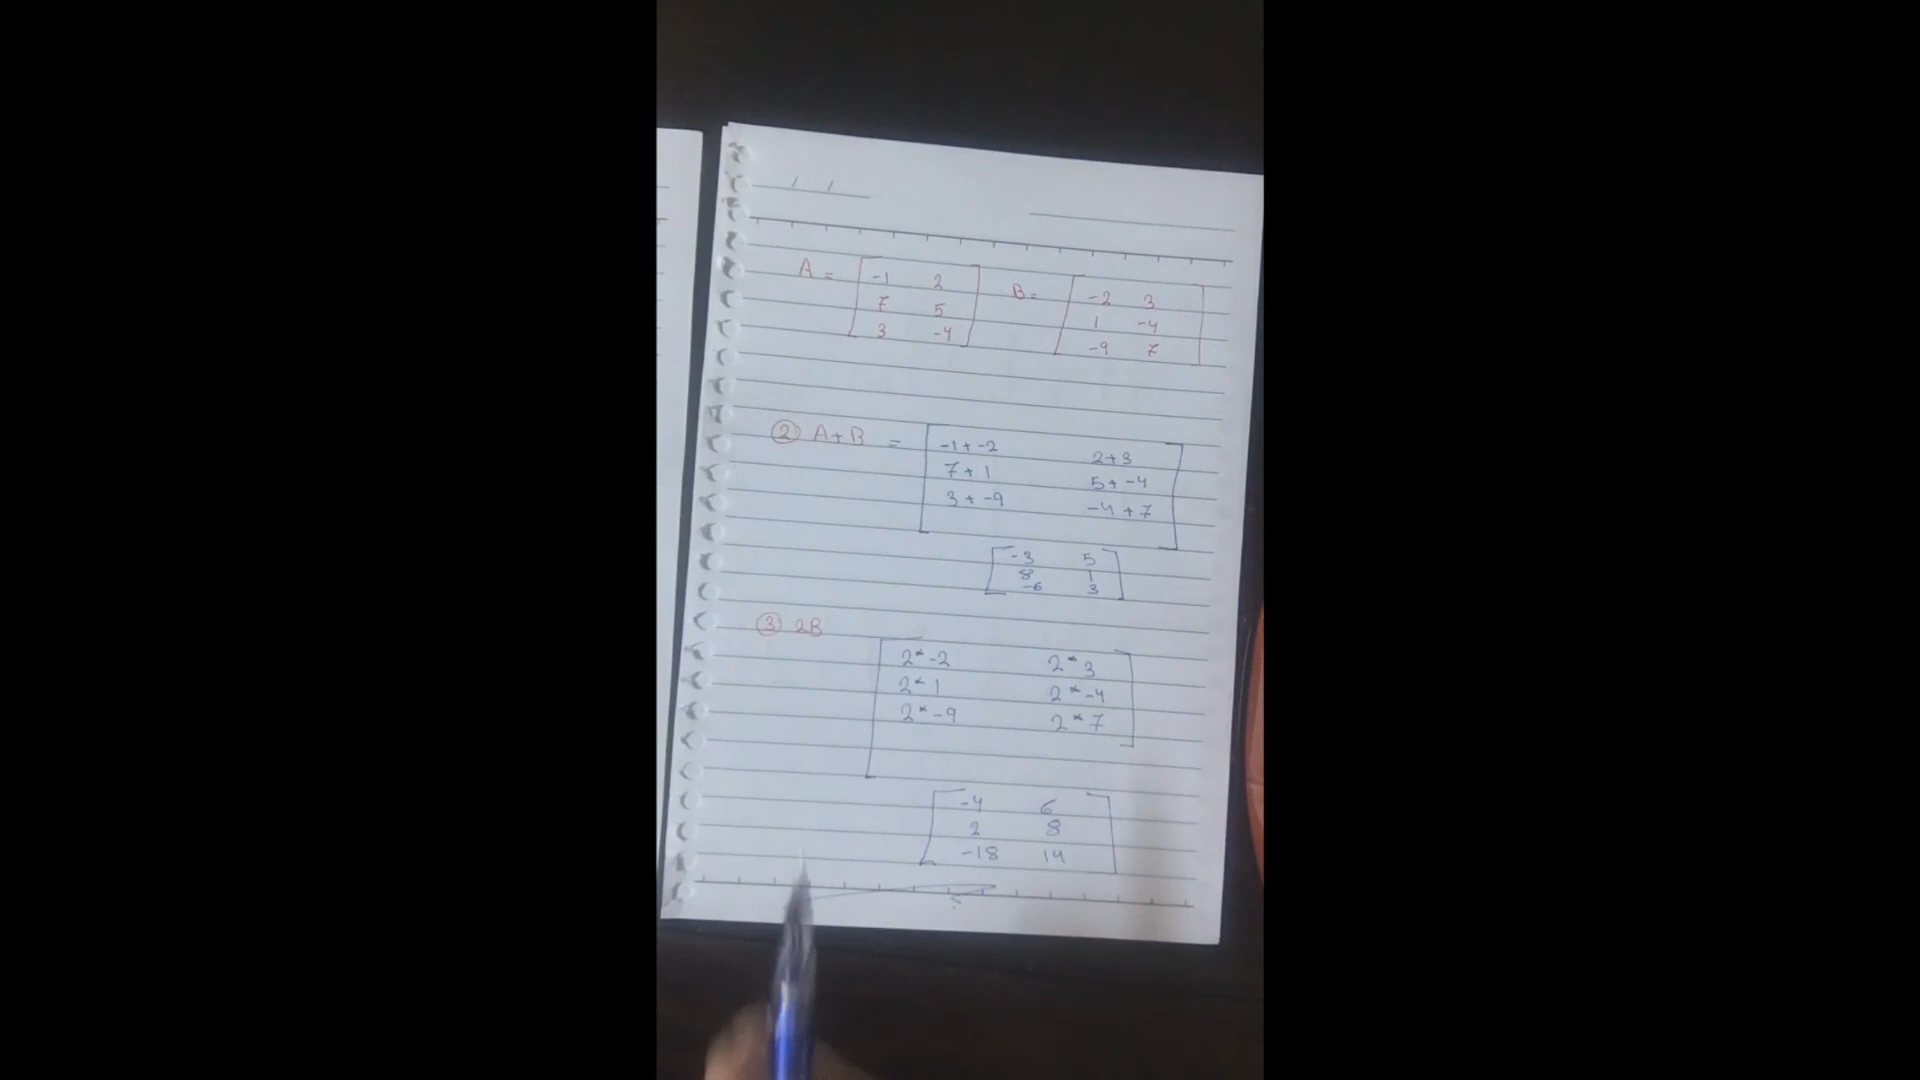 / /
A = [ -1 2 B = [ -2 3
7 5 1 -4
3 -4 ] -9 7 ]
② A+B = [ -1+-2 2+3
7+1 5+-4
3+-9 -4+7 ]
[ -3 5
8 1
-6 3 ]
③ 2B
[ 2*-2 2*3
2*1 2*-4
2*-9 2*7 ]
[ -4 6
2 8
-18 14 ]